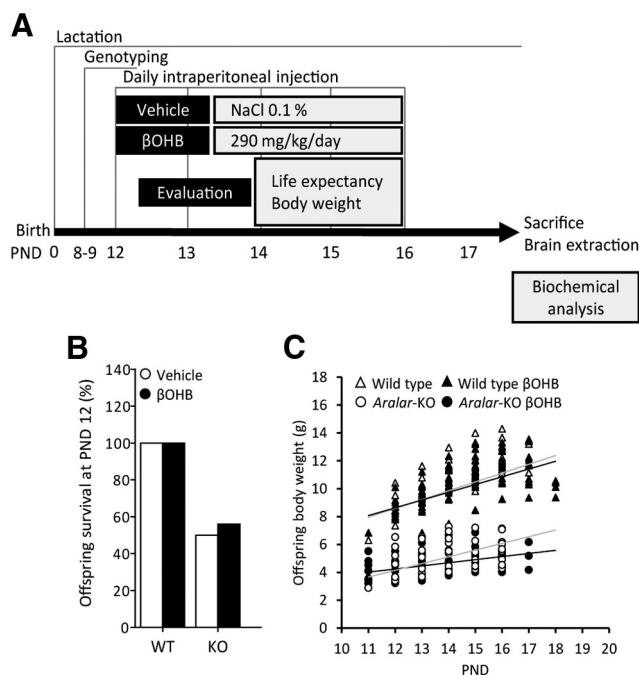 A
Lactation
Genotyping
Daily intraperitoneal injection
Vehicle NaCl 0.1 %
βOHB 290 mg/kg/day
Evaluation Life expectancy
Body weight
Birth
PND 0 8-9 12 13 14 15 16 17
Sacrifice
Brain extraction
Biochemical
analysis
B
Offspring survival at PND 12 (%)
140
120
100
80
60
40
20
0
Vehicle
βOHB
WT KO
C
Offspring body weight (g)
18
16
14
12
10
8
6
4
2
0
Wild type Wild type βOHB
Aralar-KO Aralar-KO βOHB
10 11 12 13 14 15 16 17 18 19 20
PND